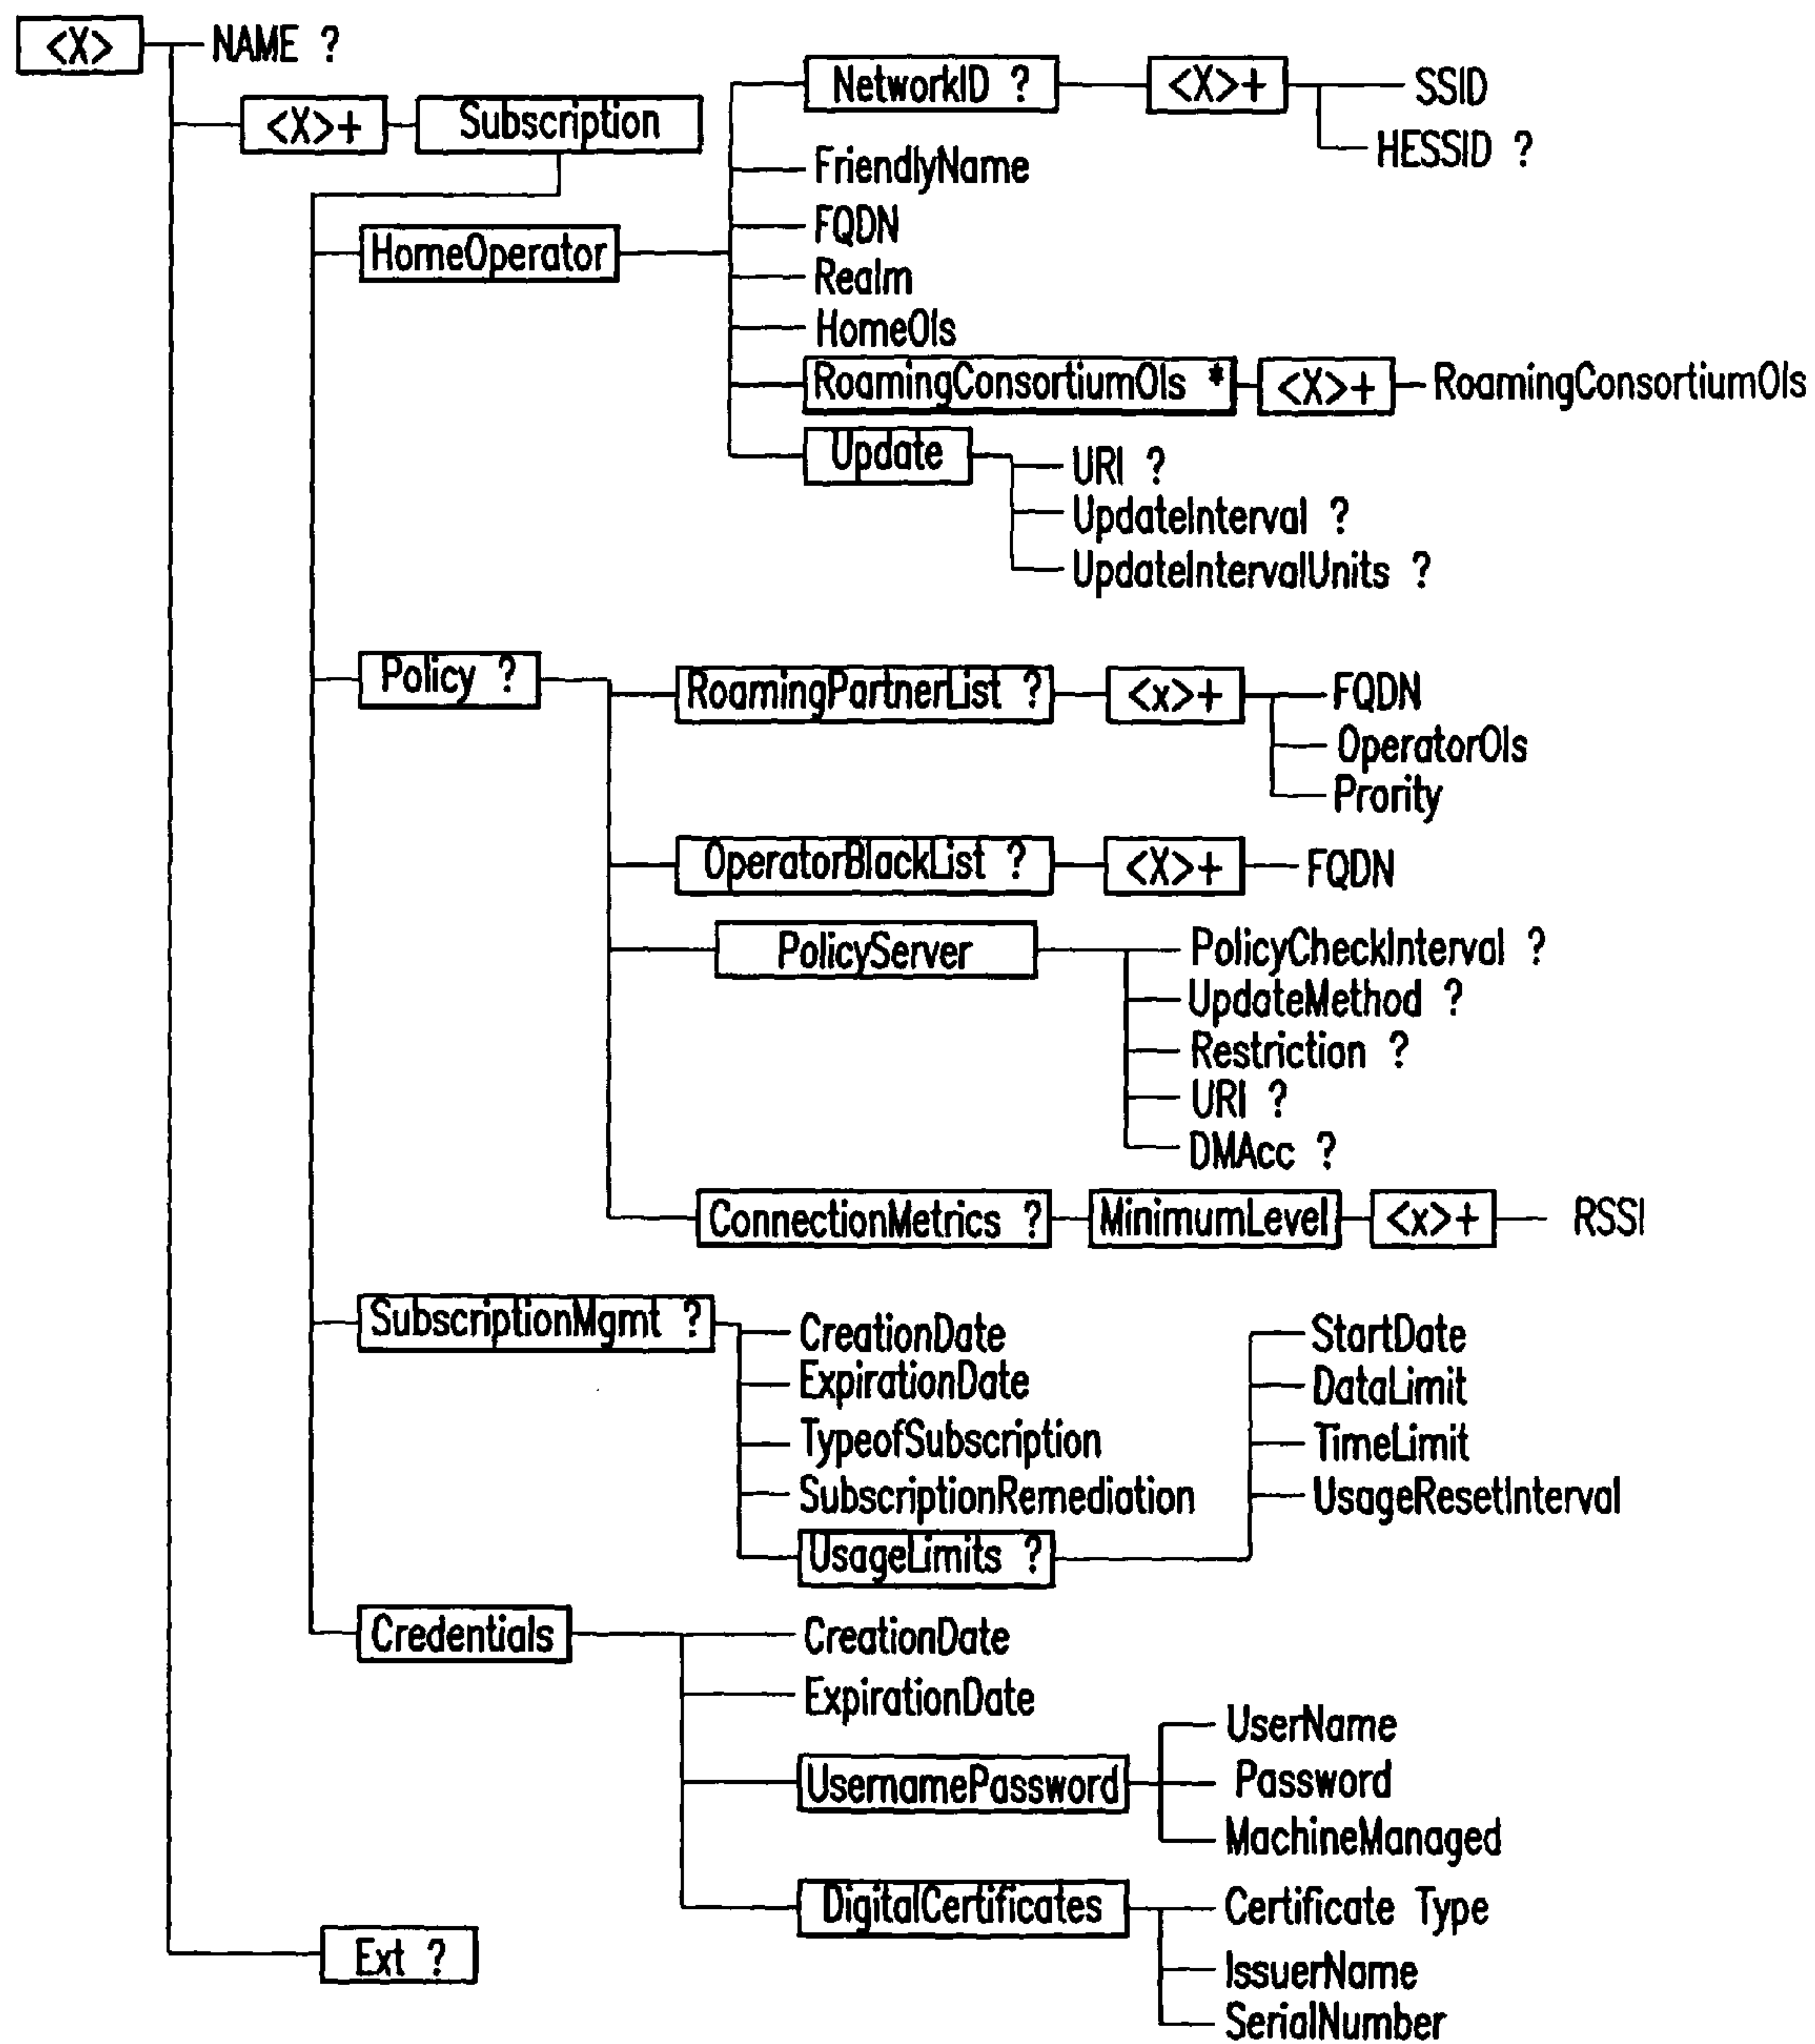 <X>
NAME ?
<X>+
Subscription
HomeOperator
NetworkID ?
<X>+
SSID
HESSID ?
FriendlyName
FQDN
Realm
HomeOIs
RoamingConsortiumOIs *
<X>+
RoamingConsortiumOIs
Update
URI ?
UpdateInterval ?
UpdateIntervalUnits ?
Policy ?
RoamingPartnerList ?
<x>+
FQDN
OperatorOIs
Prority
OperatorBlackList ?
<X>+
FQDN
PolicyServer
PolicyCheckInterval ?
UpdateMethod ?
Restriction ?
URI ?
DMAcc ?
ConnectionMetrics ?
MinimumLevel
<x>+
RSSI
SubscriptionMgmt ?
CreationDate
ExpirationDate
TypeofSubscription
SubscriptionRemediation
UsageLimits ?
StartDate
DataLimit
TimeLimit
UsageResetInterval
Credentials
CreationDate
ExpirationDate
UsernamePassword
UserName
Password
MachineManaged
DigitalCertificates
Certificate Type
IssuerName
SerialNumber
Ext ?